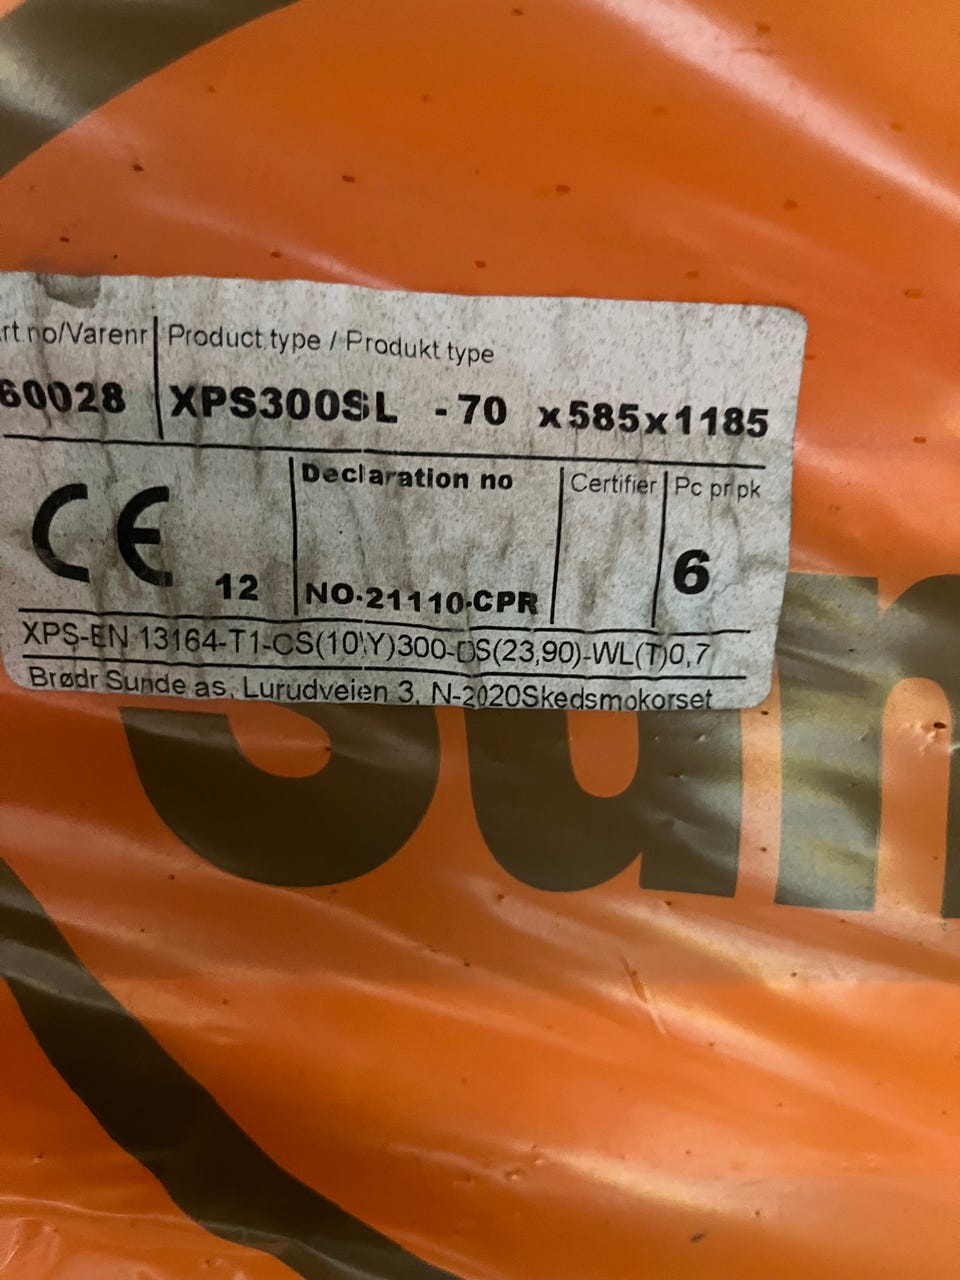 rt.no/Varenr Product type / Produkt type
60028 XPS300SL -70 x585x1185
CE 12 Declaration no Certifier Pc pr pk
NO-21110-CPR 6
XPS-EN 13164-T1-CS(10\Y)300-DS(23,90)-WL(T)0,7
Brødr Sunde as, Lurudveien 3, N-2020Skedsmokorset
sun